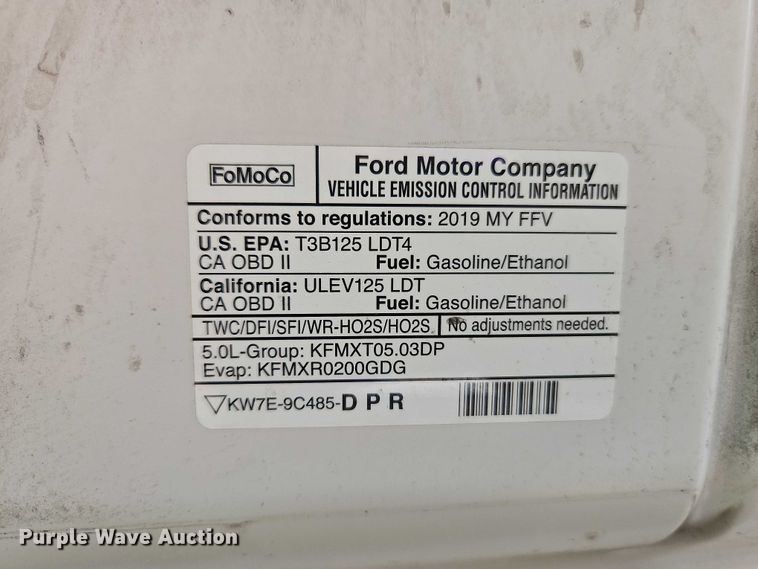 FoMoCo
Ford Motor Company
VEHICLE EMISSION CONTROL INFORMATION
Conforms to regulations: 2019 MY FFV
U.S. EPA: T3B125 LDT4
CA OBD II Fuel: Gasoline/Ethanol
California: ULEV125 LDT
CA OBD II Fuel: Gasoline/Ethanol
TWC/DFI/SFI/WR-HO2S/HO2S No adjustments needed.
5.0L-Group: KFMXT05.03DP
Evap: KFMXR0200GDG
KW7E-9C485-D P R
Purple Wave Auction